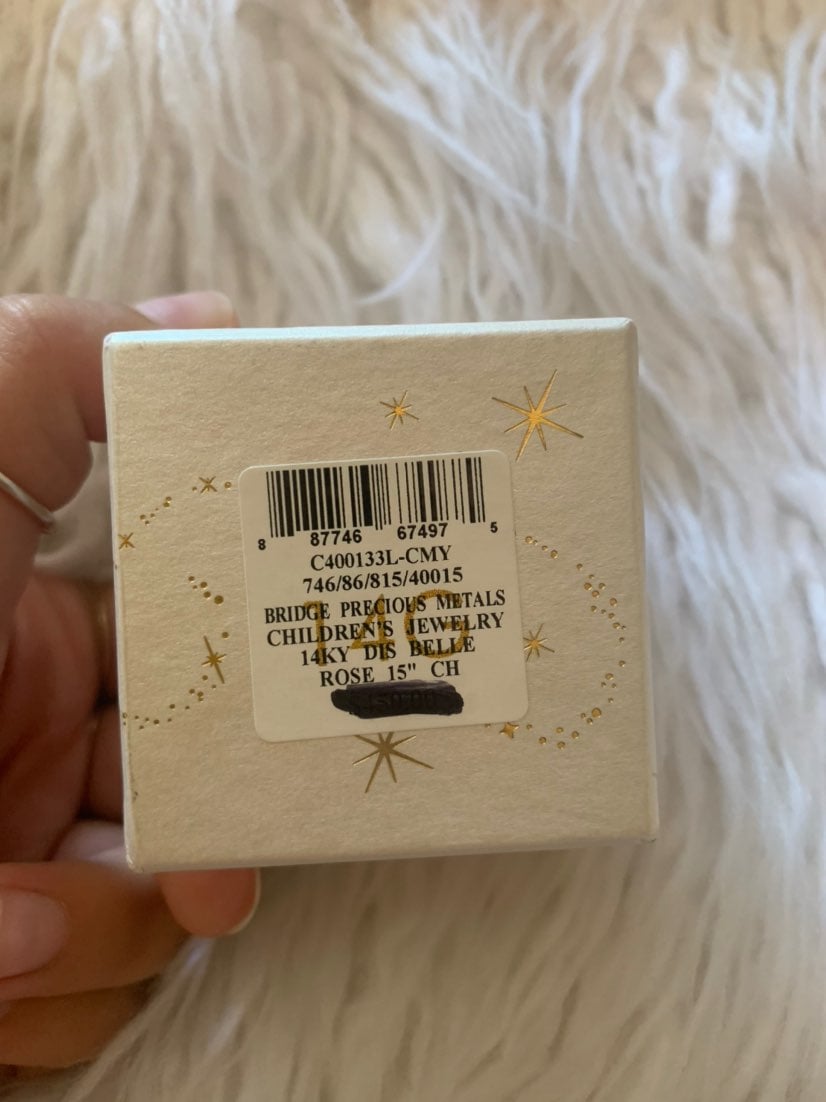 8 87746 67497 5
C400133L-CMY
746/86/815/40015
BRIDGE PRECIOUS METALS
CHILDREN'S JEWELRY
14KY DIS BELLE
ROSE 15" CH